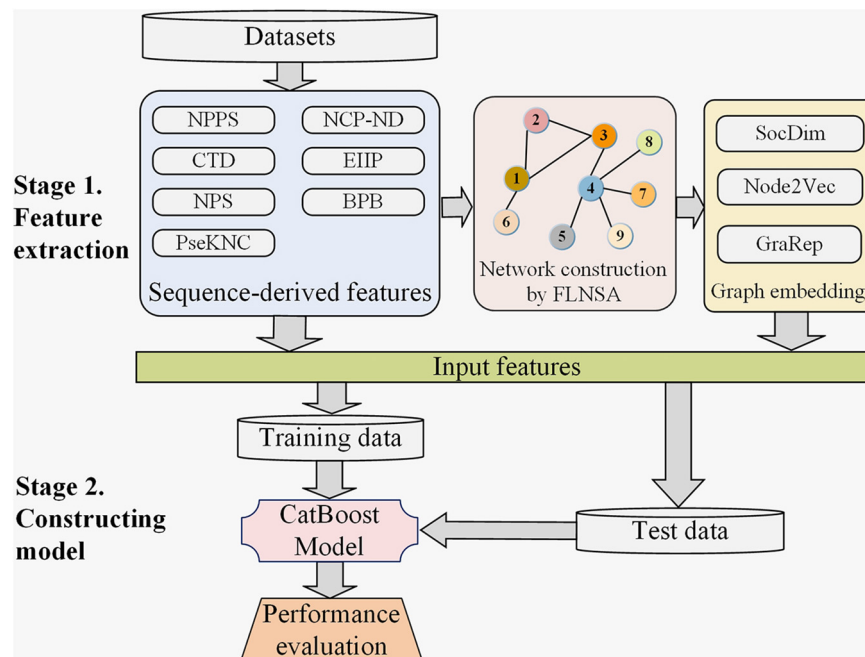 Datasets
Stage 1.
Feature
extraction
NPPS
NCP-ND
CTD
EIIP
NPS
BPB
PseKNC
Sequence-derived features
2
3
8
1
4
7
6
5
9
Network construction
by FLNSA
SocDim
Node2Vec
GraRep
Graph embedding
Input features
Training data
Stage 2.
Constructing
model
CatBoost
Model
Test data
Performance
evaluation